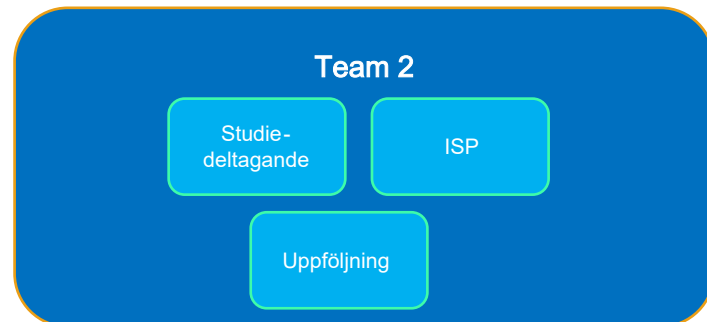 Team 2
Studie-
deltagande
ISP
Uppföljning